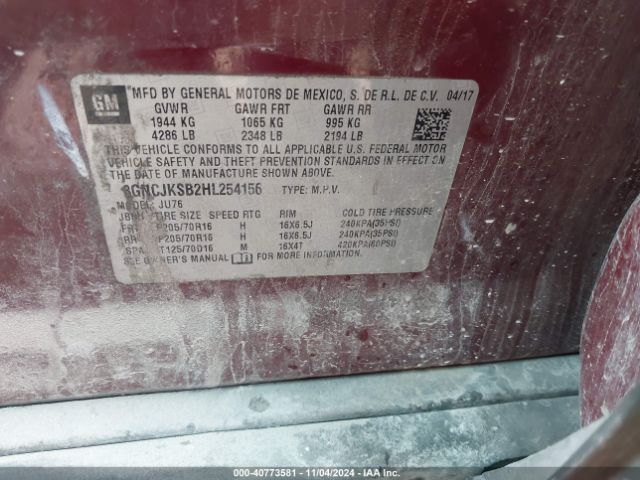 GM
MFD BY GENERAL MOTORS DE MEXICO, S. DE R.L. DE C.V. 04/17
GVWR GAWR FRT GAWR RR
1944 KG 1065 KG 995 KG
4286 LB 2348 LB 2194 LB
THIS VEHICLE CONFORMS TO ALL APPLICABLE U.S. FEDERAL MOTOR
VEHICLE SAFETY AND THEFT PREVENTION STANDARDS IN EFFECT ON
THE DATE OF MANUFACTURE SHOWN ABOVE.
3GNCJKSB2HL254156 TYPE: M.P.V.
MODEL: JU76
TIRE SIZE SPEED RTG RIM COLD TIRE PRESSURE
FRT P205/70R16 H 16X6.5J 240KPA(35PSI)
RR P205/70R16 H 16X6.5J 240KPA(35PSI)
SPA T125/70D16 M 16X4T 420KPA(60PSI)
SEE OWNER'S MANUAL FOR MORE INFORMATION.
00-40773581 - 11/04/2024 - IAA Inc.